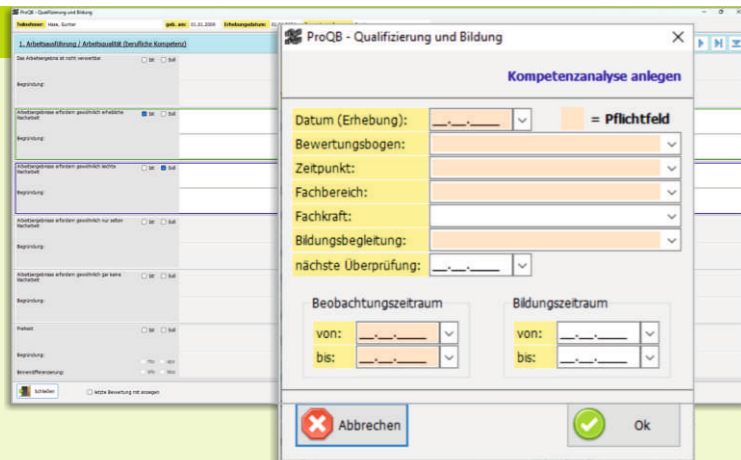 ProQB - Qualifizierung und Bildung
Teilnehmer: Hase, Gunter geb. am: 01.01.2009 Erhebungsdatum:
1. Arbeitsausführung / Arbeitsqualität (berufliche Kompetenz)
Das Arbeitsergebnis ist nicht verwertbar Ist Soll
Begründung:
Arbeitsergebnisse erfordern gewöhnlich erhebliche Nacharbeit Ist Soll
Begründung:
Arbeitsergebnisse erfordern gewöhnlich leichte Nacharbeit Ist Soll
Begründung:
Arbeitsergebnisse erfordern gewöhnlich nur selten Nacharbeit Ist Soll
Begründung:
Arbeitsergebnisse erfordern gewöhnlich gar keine Nacharbeit Ist Soll
Begründung:
Freitext Ist Soll
Begründung:
Binnendifferenzierung:
Schließen letzte Bewertung mit anzeigen
ProQB - Qualifizierung und Bildung
Kompetenzanalyse anlegen
Datum (Erhebung): __.__.____ = Pflichtfeld
Bewertungsbogen:
Zeitpunkt:
Fachbereich:
Fachkraft:
Bildungsbegleitung:
nächste Überprüfung: __.__.____
Beobachtungszeitraum Bildungszeitraum
von: __.__.____ von: __.__.____
bis: __.__.____ bis: __.__.____
Abbrechen Ok